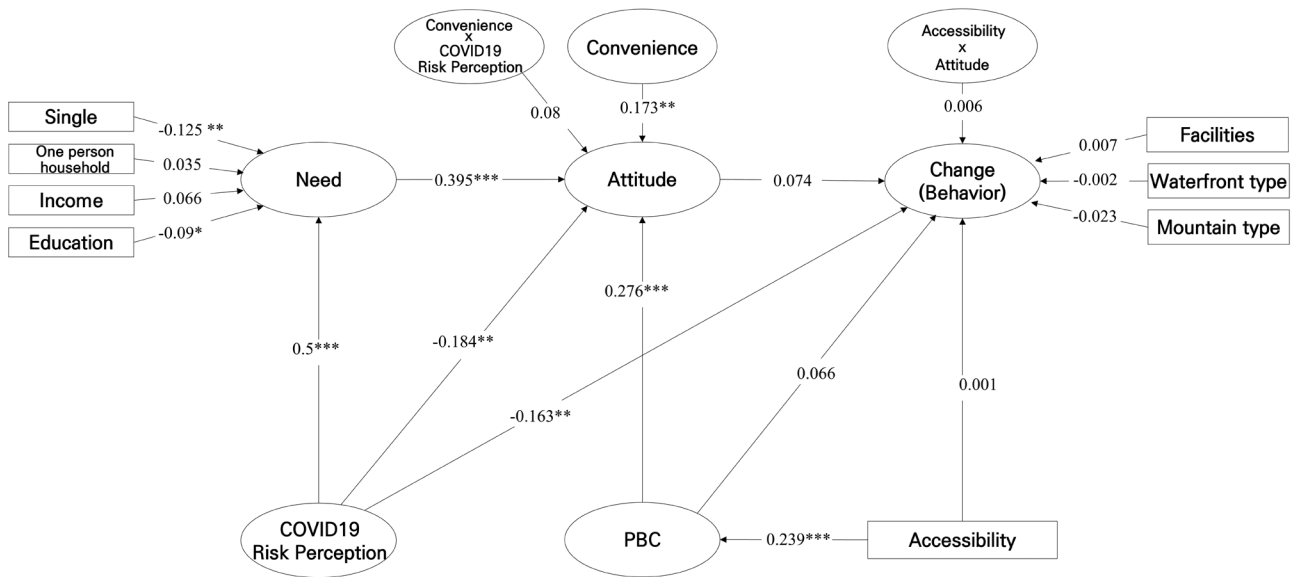 Convenience
x
COVID19
Risk Perception
Convenience
Accessibility
x
Attitude
0.08
0.173**
0.006
Single
-0.125 **
One person
household
0.035
Income
0.066
Education
-0.09*
Need
0.395***
Attitude
0.074
Change
(Behavior)
0.007
Facilities
-0.002
Waterfront type
-0.023
Mountain type
0.276***
0.5***
-0.184**
0.066
0.001
-0.163**
COVID19
Risk Perception
PBC
0.239***
Accessibility